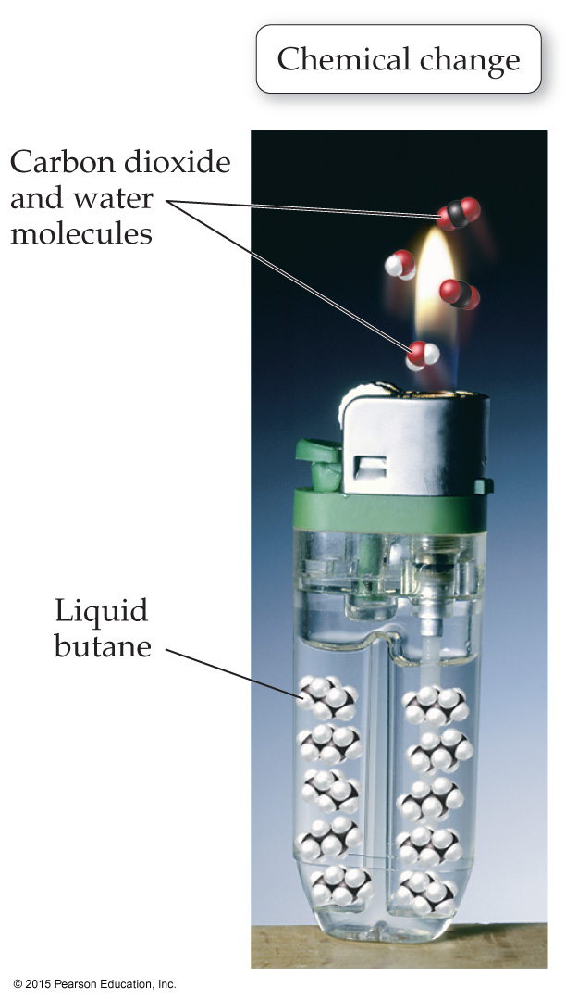 Chemical change
Carbon dioxide
and water
molecules
Liquid
butane
© 2015 Pearson Education, Inc.